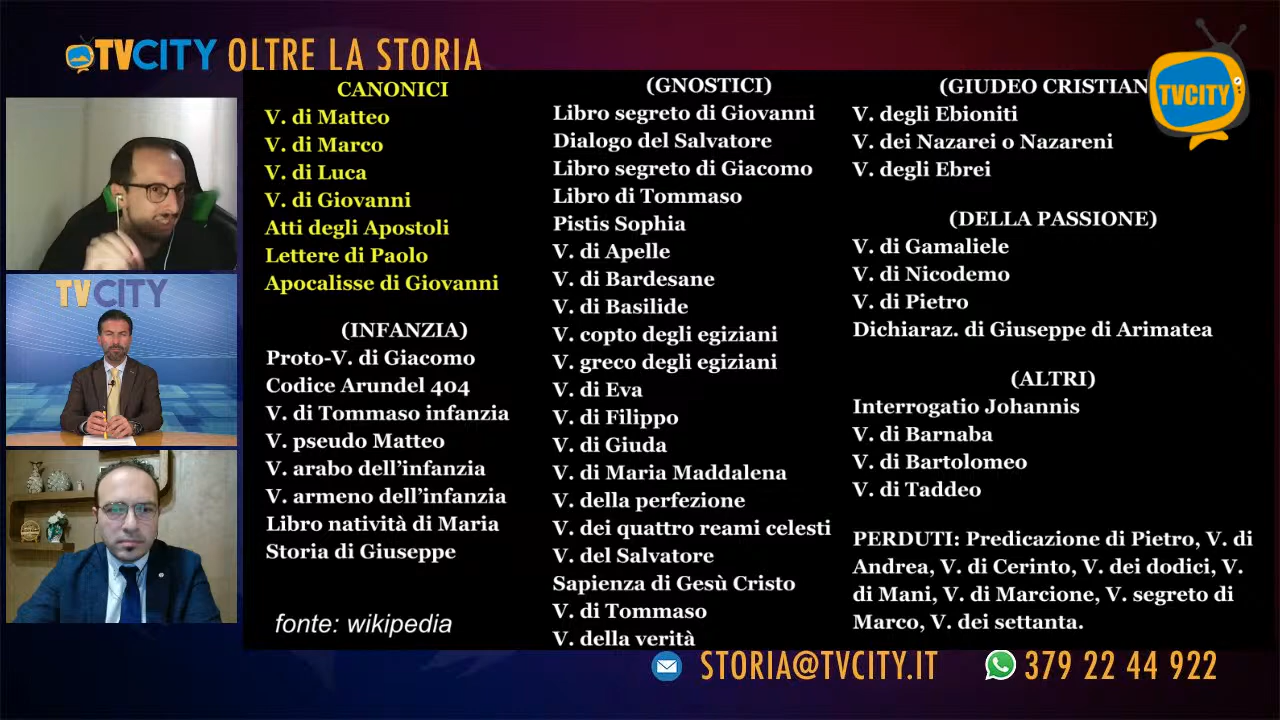 TVCITY OLTRE LA STORIA
TVCITY
TVCITY
CANONICI
V. di Matteo
V. di Marco
V. di Luca
V. di Giovanni
Atti degli Apostoli
Lettere di Paolo
Apocalisse di Giovanni
(INFANZIA)
Proto-V. di Giacomo
Codice Arundel 404
V. di Tommaso infanzia
V. pseudo Matteo
V. arabo dell'infanzia
V. armeno dell'infanzia
Libro natività di Maria
Storia di Giuseppe
fonte: wikipedia
(GNOSTICI)
Libro segreto di Giovanni
Dialogo del Salvatore
Libro segreto di Giacomo
Libro di Tommaso
Pistis Sophia
V. di Apelle
V. di Bardesane
V. di Basilide
V. copto degli egiziani
V. greco degli egiziani
V. di Eva
V. di Filippo
V. di Giuda
V. di Maria Maddalena
V. della perfezione
V. dei quattro reami celesti
V. del Salvatore
Sapienza di Gesù Cristo
V. di Tommaso
V. della verità
(GIUDEO CRISTIAN
V. degli Ebioniti
V. dei Nazarei o Nazareni
V. degli Ebrei
(DELLA PASSIONE)
V. di Gamaliele
V. di Nicodemo
V. di Pietro
Dichiaraz. di Giuseppe di Arimatea
(ALTRI)
Interrogatio Johannis
V. di Barnaba
V. di Bartolomeo
V. di Taddeo
PERDUTI: Predicazione di Pietro, V. di
Andrea, V. di Cerinto, V. dei dodici, V.
di Mani, V. di Marcione, V. segreto di
Marco, V. dei settanta.
STORIA@TVCITY.IT 379 22 44 922